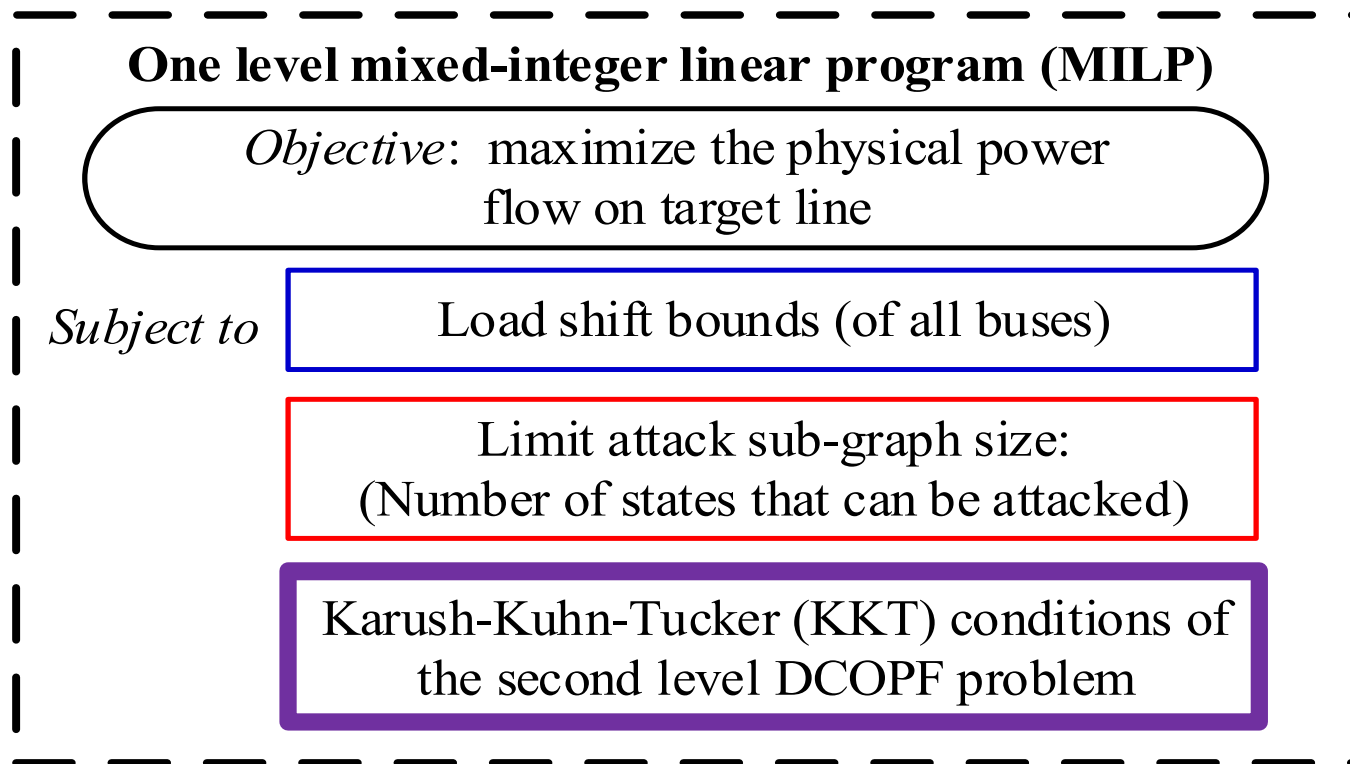 One level mixed-integer linear program (MILP)
Objective: maximize the physical power
flow on target line
Subject to
Load shift bounds (of all buses)
Limit attack sub-graph size:
(Number of states that can be attacked)
Karush-Kuhn-Tucker (KKT) conditions of
the second level DCOPF problem